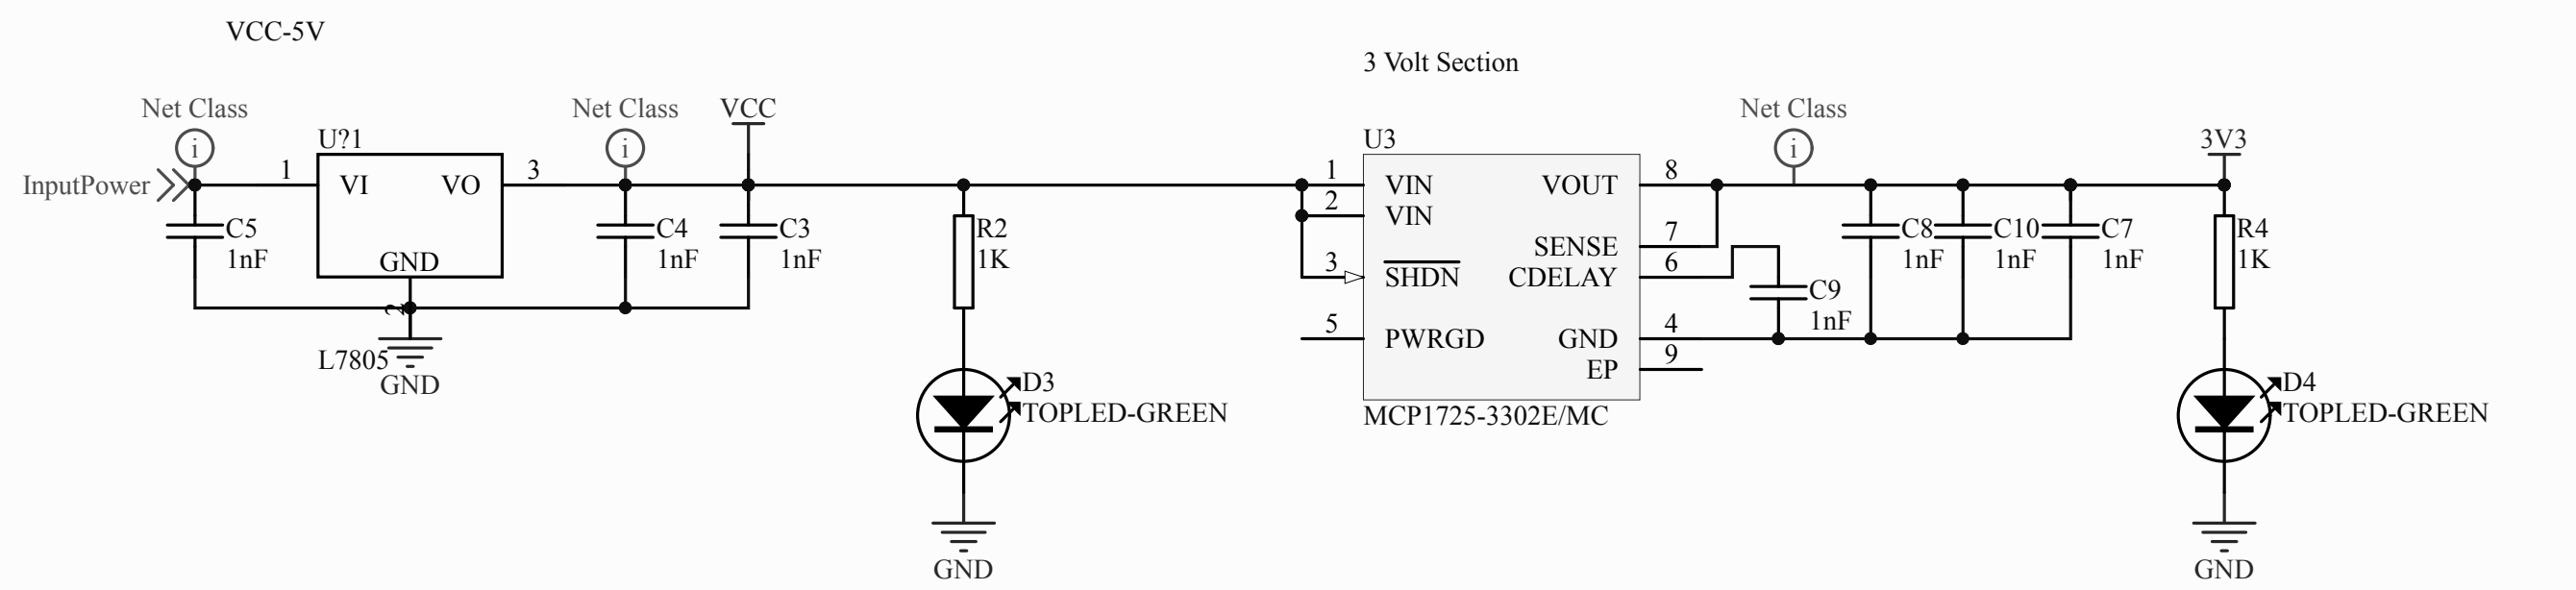 VCC-5V
3 Volt Section
Net Class
Net Class
VCC
Net Class
i
i
i
InputPower
U?1
1
VI
VO
3
GND
2
L7805
GND
C5
1nF
C4
1nF
C3
1nF
R2
1K
D3
TOPLED-GREEN
GND
U3
1
VIN
2
VIN
3
SHDN
5
PWRGD
VOUT
8
SENSE
7
CDELAY
6
GND
4
EP
9
MCP1725-3302E/MC
C9
1nF
C8
1nF
C10
1nF
C7
1nF
3V3
R4
1K
D4
TOPLED-GREEN
GND